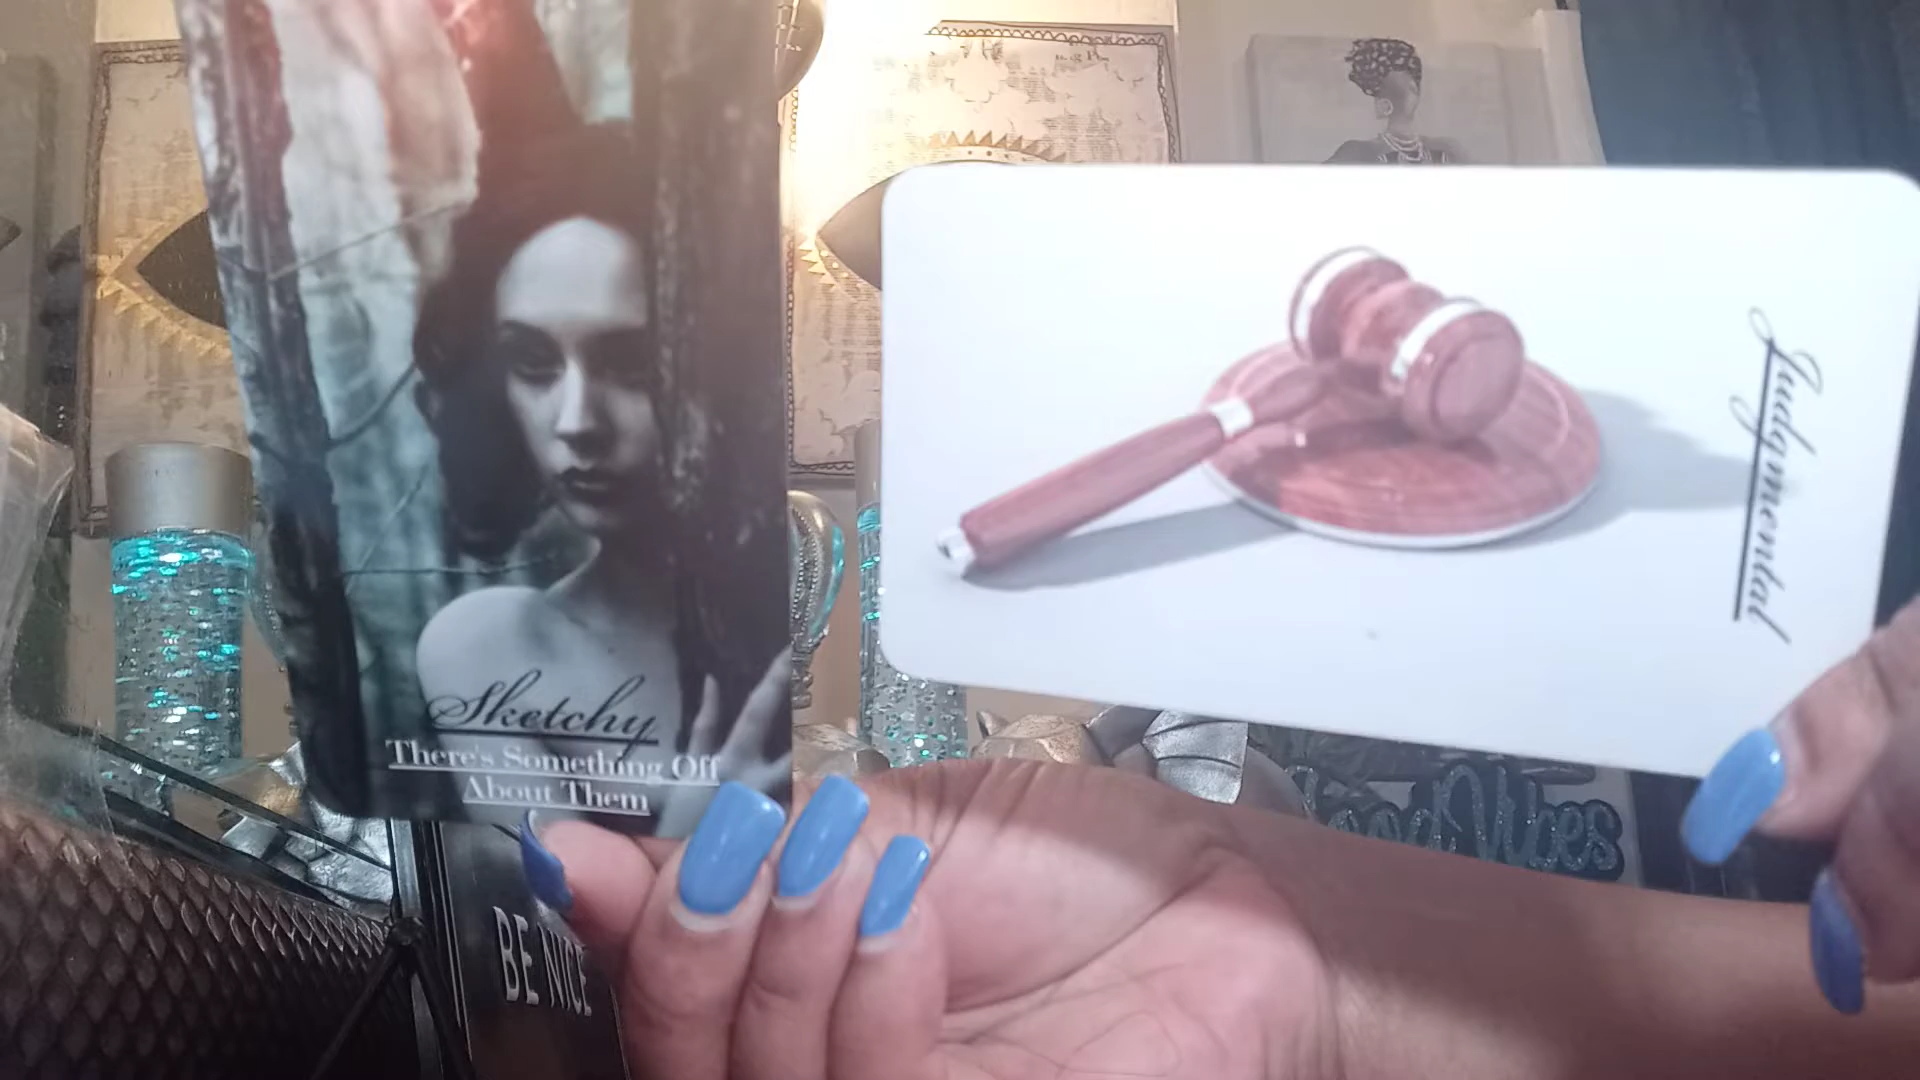 Sketchy
There's Something Off
About Them
Judgmental
Good Vibes
BE NICE